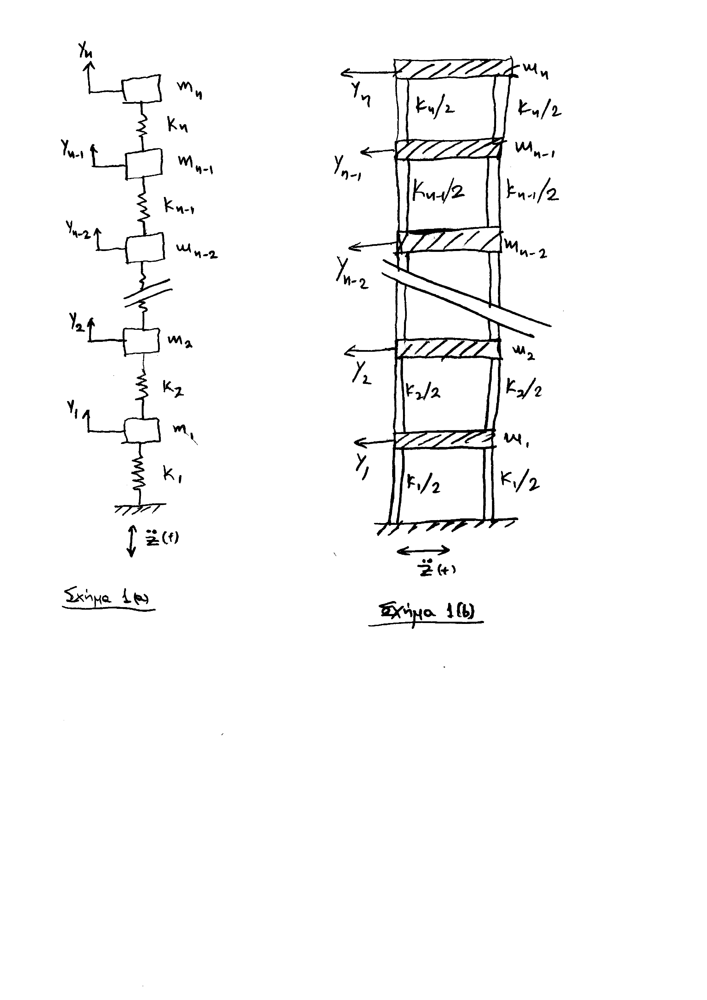 yn
mn
kn
yn-1
mn-1
kn-1
yn-2
mn-2
y2
m2
k2
y1
m1
k1
z̈(t)
Σχήμα 1(a)
mn
yn
kn/2
kn/2
mn-1
yn-1
kn-1/2
kn-1/2
mn-2
yn-2
m2
y2
k2/2
k2/2
m1
y1
k1/2
k1/2
z̈(t)
Σχήμα 1(b)